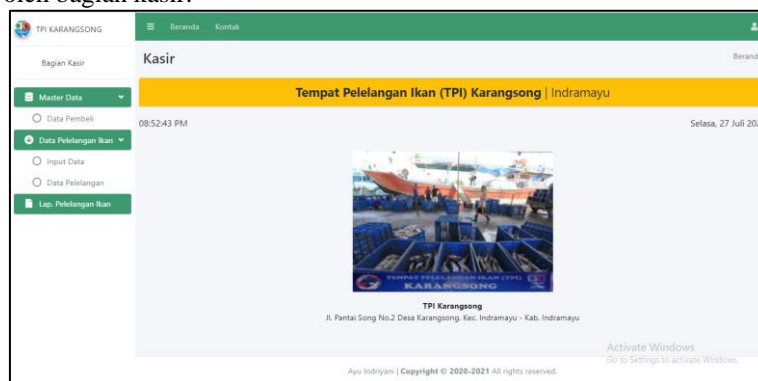 oleh bagian kasir.
TPI KARANGSONG
Beranda Kontak
Bagian Kasir
Kasir
Berand
Tempat Pelelangan Ikan (TPI) Karangsong | Indramayu
Master Data
Data Pembeli
08:52:43 PM
Selasa, 27 Juli 20
Data Pelelangan Ikan
Input Data
Data Pelelangan
Lap. Pelelangan Ikan
TEMPAT PELELANGAN IKAN (TPI)
KARANGSONG
TPI Karangsong
Jl. Pantai Song No.2 Desa Karangsong. Kec. Indramayu - Kab. Indramayu
Activate Windows
Go to Settings to activate Windows.
Ayu Indriyani | Copyright © 2020-2021 All rights reserved.